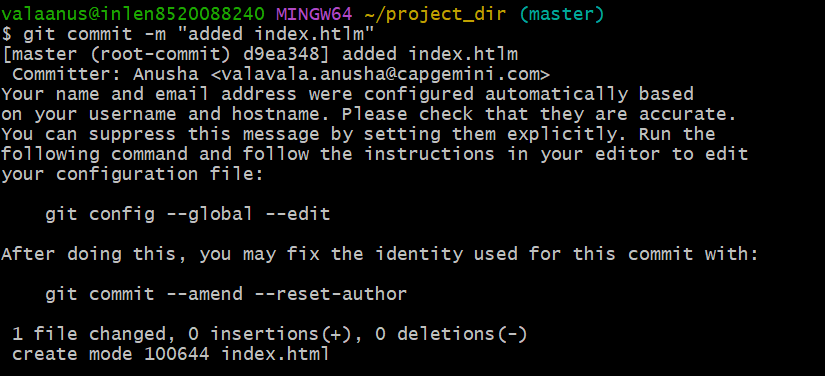 valaanus@inlen8520088240 MINGW64 ~/project_dir (master)
$ git commit -m "added index.htlm"
[master (root-commit) d9ea348] added index.htlm
 Committer: Anusha <valavala.anusha@capgemini.com>
Your name and email address were configured automatically based
on your username and hostname. Please check that they are accurate.
You can suppress this message by setting them explicitly. Run the
following command and follow the instructions in your editor to edit
your configuration file:

    git config --global --edit

After doing this, you may fix the identity used for this commit with:

    git commit --amend --reset-author

 1 file changed, 0 insertions(+), 0 deletions(-)
 create mode 100644 index.html